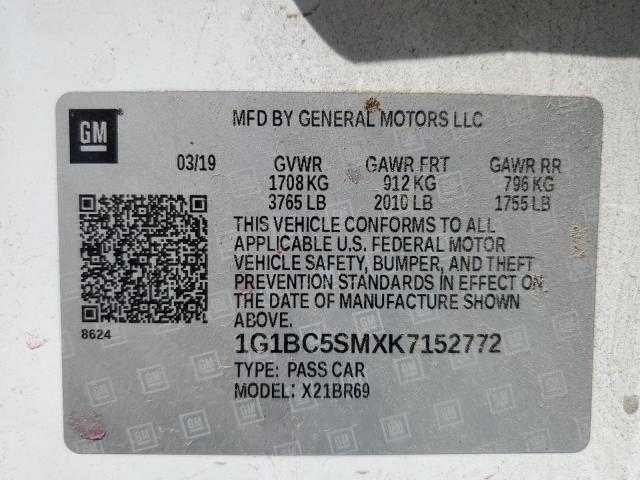 GM
MFD BY GENERAL MOTORS LLC
03/19 GVWR GAWR FRT GAWR RR
1708 KG 912 KG 796 KG
3765 LB 2010 LB 1755 LB
THIS VEHICLE CONFORMS TO ALL
APPLICABLE U.S. FEDERAL MOTOR
VEHICLE SAFETY, BUMPER, AND THEFT
PREVENTION STANDARDS IN EFFECT ON
THE DATE OF MANUFACTURE SHOWN
ABOVE.
8624
1G1BC5SMXK7152772
TYPE: PASS CAR
MODEL: X21BR69